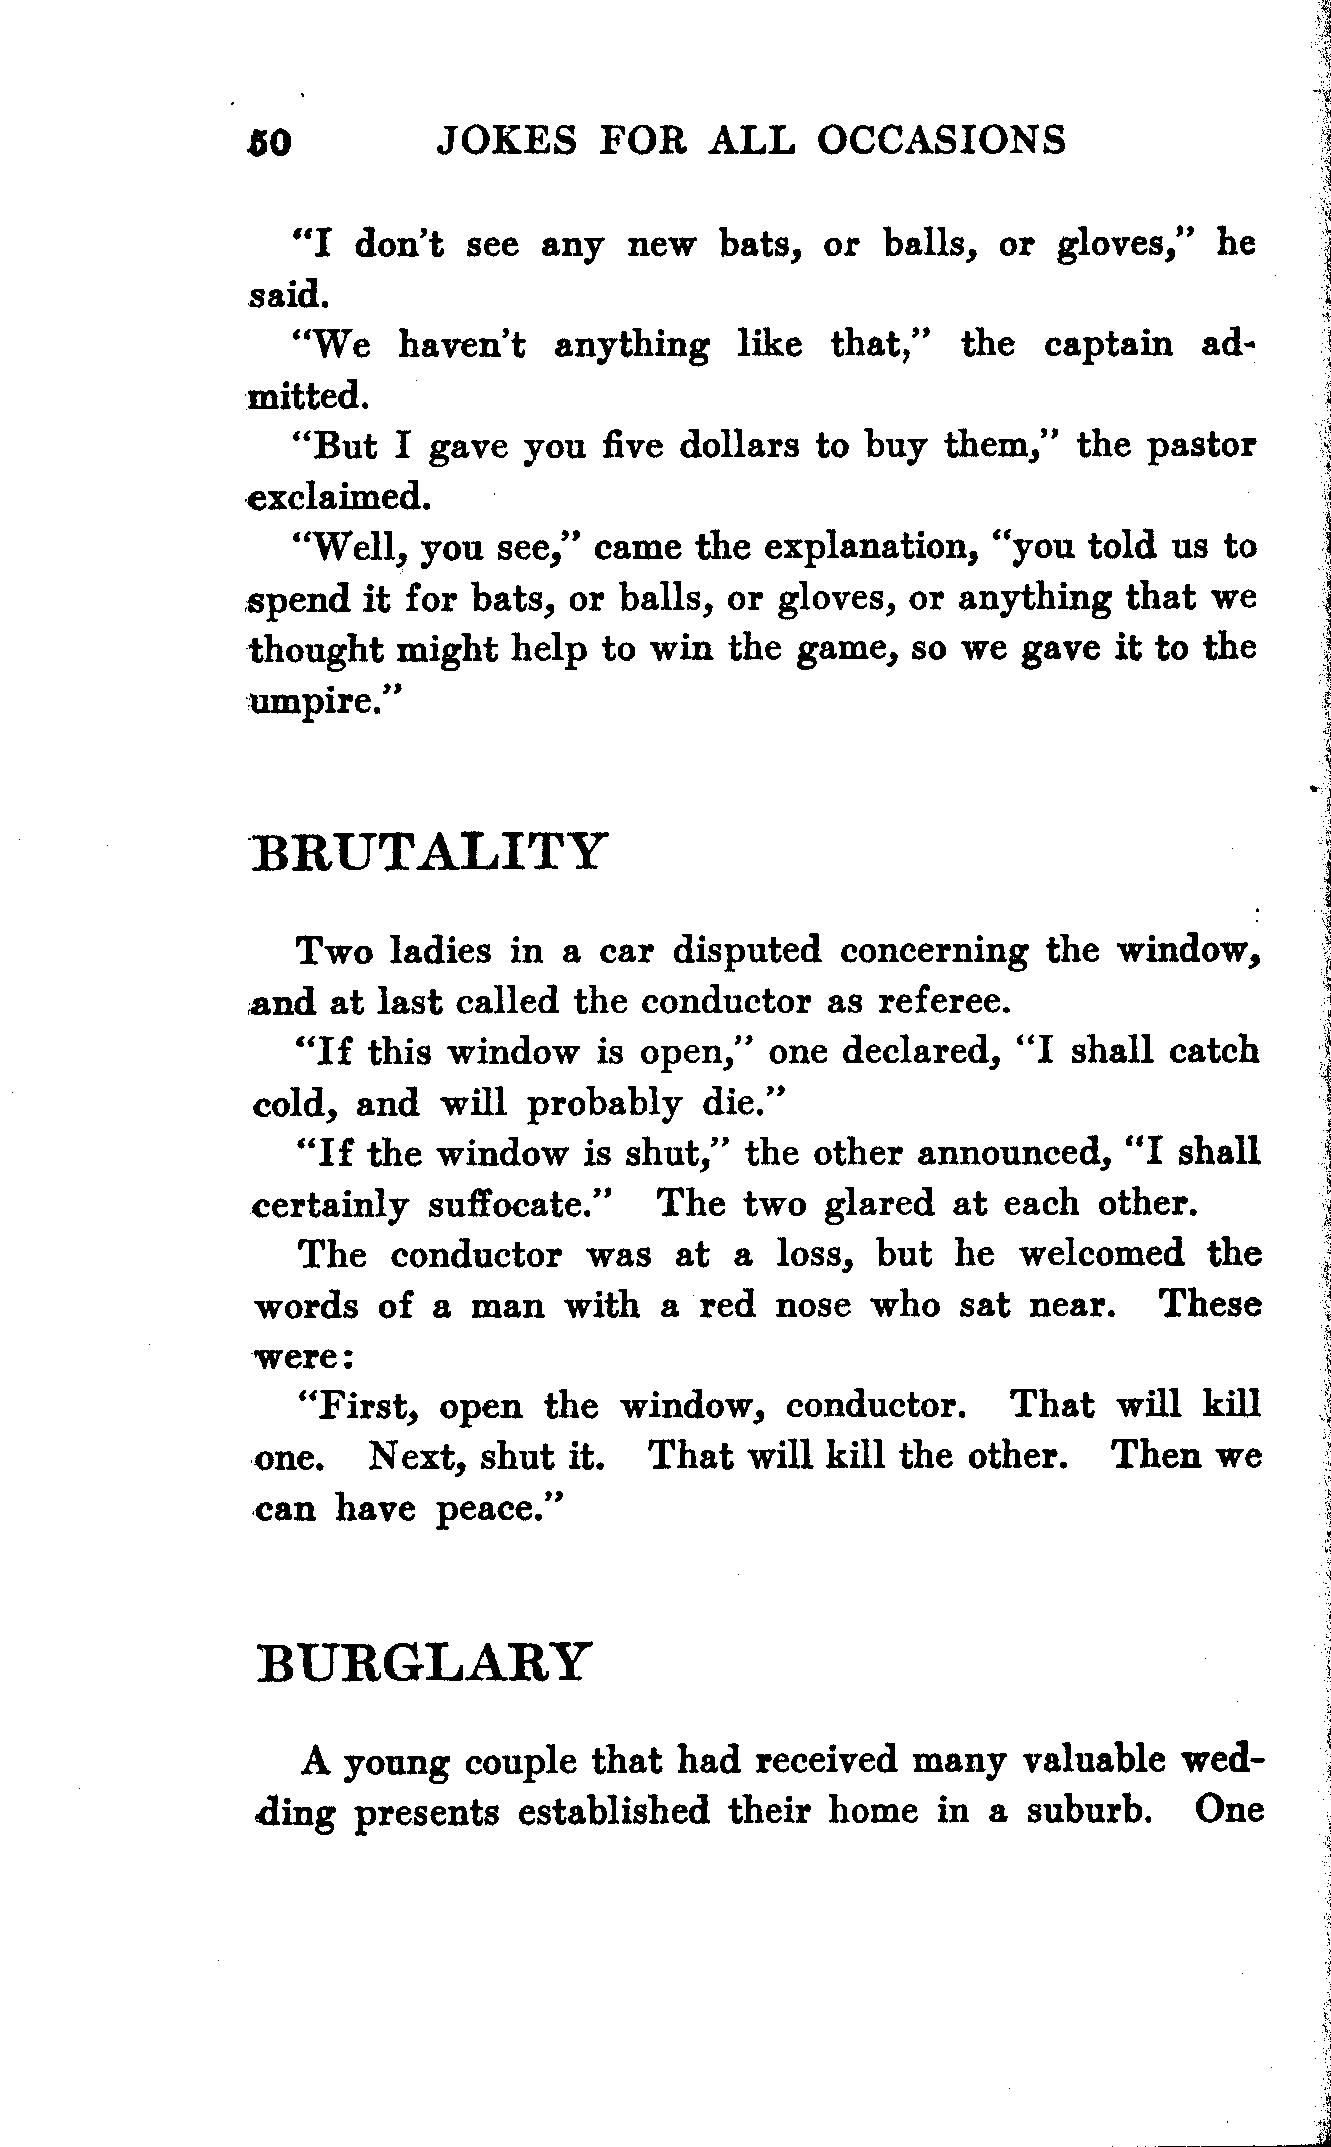 50 JOKES FOR ALL OCCASIONS
"I don't see any new bats, or balls, or gloves," he
said.
"We haven't anything like that," the captain ad-
mitted.
"But I gave you five dollars to buy them," the pastor
exclaimed.
"Well, you see," came the explanation, "you told us to
spend it for bats, or balls, or gloves, or anything that we
thought might help to win the game, so we gave it to the
umpire."
BRUTALITY
Two ladies in a car disputed concerning the window,
and at last called the conductor as referee.
"If this window is open," one declared, "I shall catch
cold, and will probably die."
"If the window is shut," the other announced, "I shall
certainly suffocate." The two glared at each other.
The conductor was at a loss, but he welcomed the
words of a man with a red nose who sat near. These
were:
"First, open the window, conductor. That will kill
one. Next, shut it. That will kill the other. Then we
can have peace."
BURGLARY
A young couple that had received many valuable wed-
ding presents established their home in a suburb. One